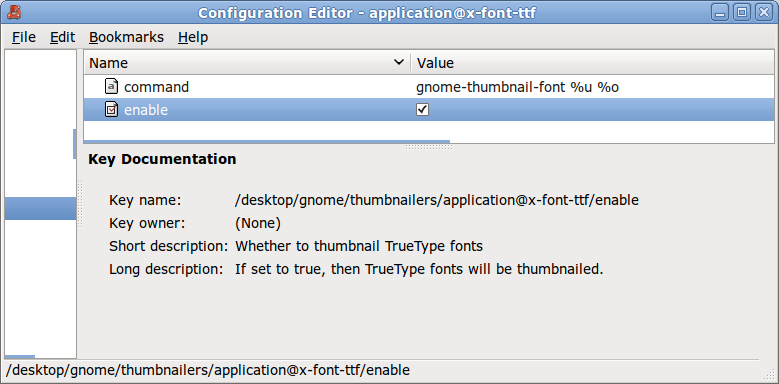 Configuration Editor - application@x-font-ttf
File Edit Bookmarks Help
Name Value
command gnome-thumbnail-font %u %o
enable
Key Documentation
Key name: /desktop/gnome/thumbnailers/application@x-font-ttf/enable
Key owner: (None)
Short description: Whether to thumbnail TrueType fonts
Long description: If set to true, then TrueType fonts will be thumbnailed.
/desktop/gnome/thumbnailers/application@x-font-ttf/enable